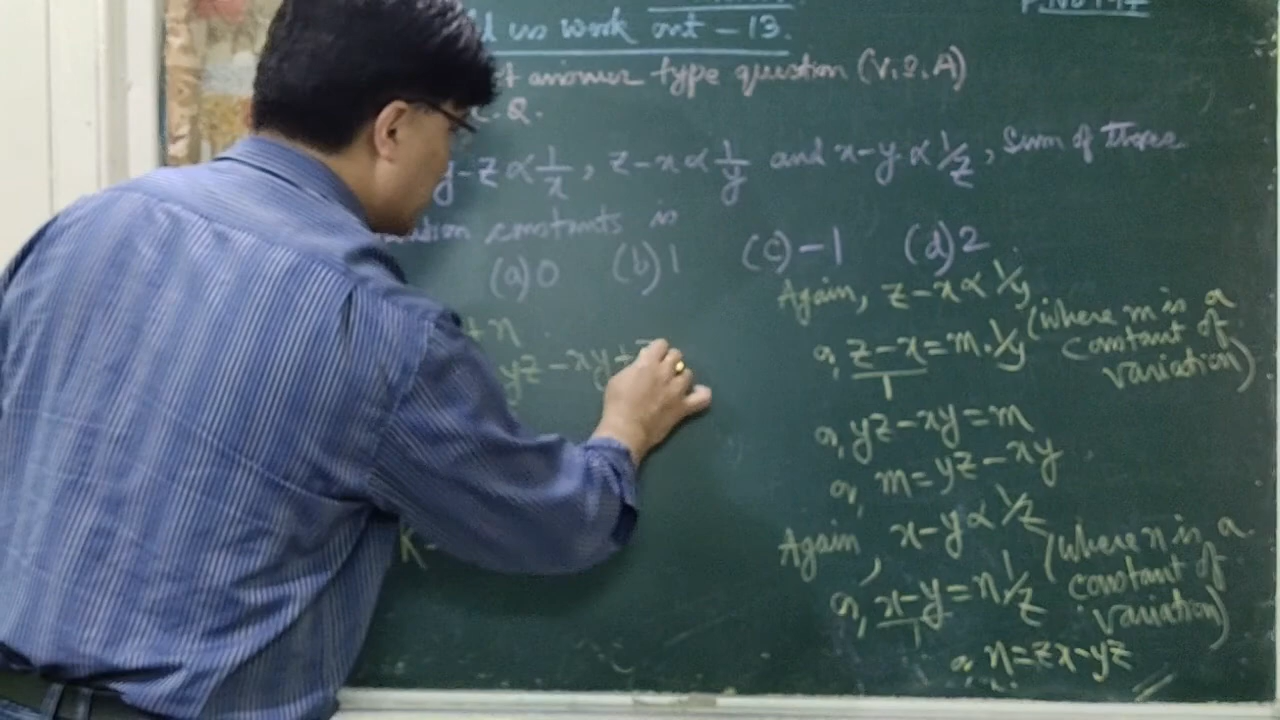 us work out - 13.
answer type question (V.S.A)
C. Q.
y-z ∝ 1/x, z-x ∝ 1/y and x-y ∝ 1/z, Sum of three
constants is
(a) 0 (b) 1 (c) -1 (d) 2
+ n
yz - xy +
K
Again, z-x ∝ 1/y
or, z-x/1 = m. 1/y (where m is a constant of variation)
or, yz-xy = m
or, m = yz-xy
Again, x-y ∝ 1/z
or, x-y/1 = n 1/z (where n is a constant of variation)
or, n = zx-yz